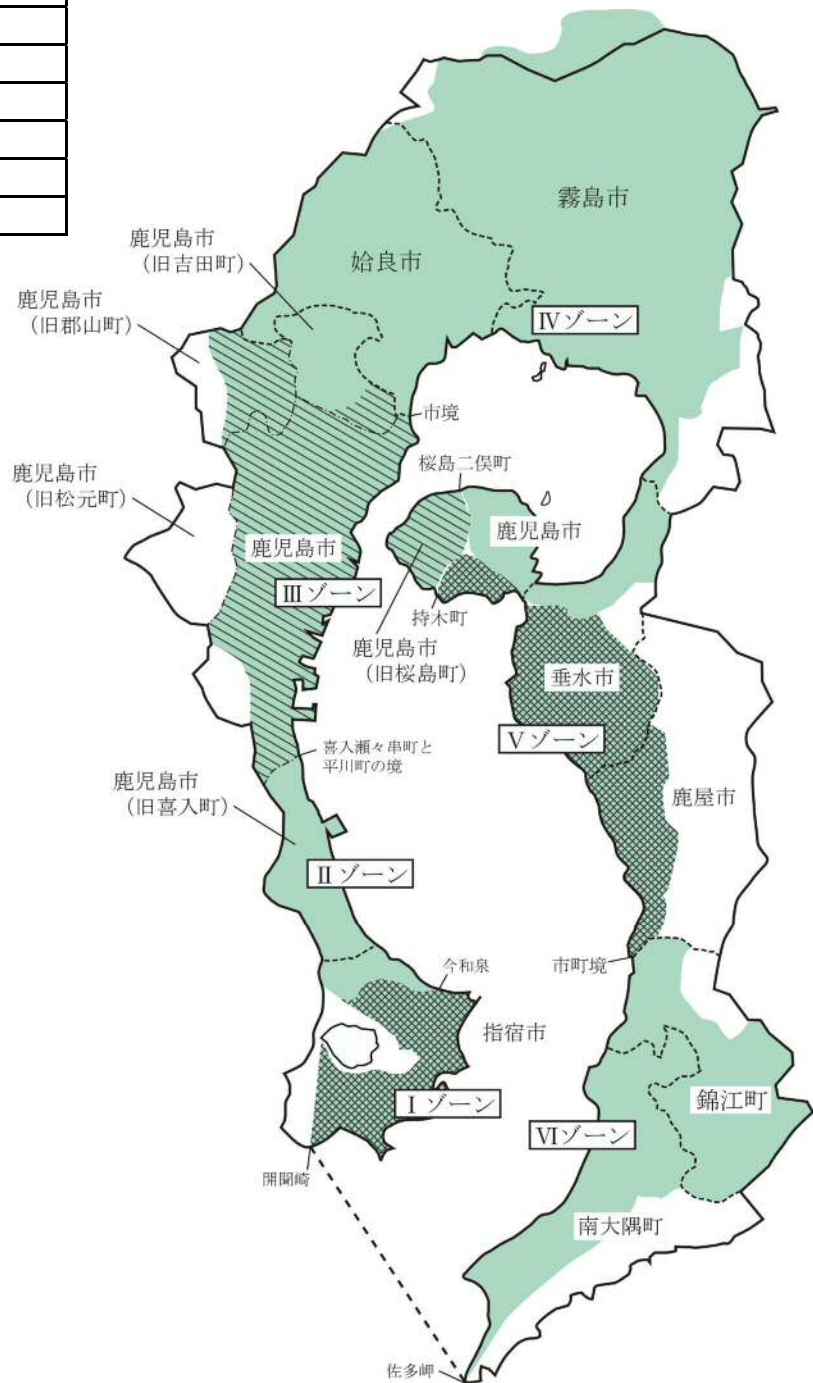 霧島市
鹿児島市
(旧吉田町)
姶良市
鹿児島市
(旧郡山町)
Ⅳゾーン
市境
桜島二俣町
鹿児島市
(旧松元町)
鹿児島市
鹿児島市
Ⅲゾーン
持木町
鹿児島市
(旧桜島町)
垂水市
Ⅴゾーン
喜入瀬々串町と
平川町の境
鹿児島市
(旧喜入町)
鹿屋市
Ⅱゾーン
今和泉
市町境
指宿市
Ⅰゾーン
錦江町
Ⅵゾーン
開聞崎
南大隅町
佐多岬